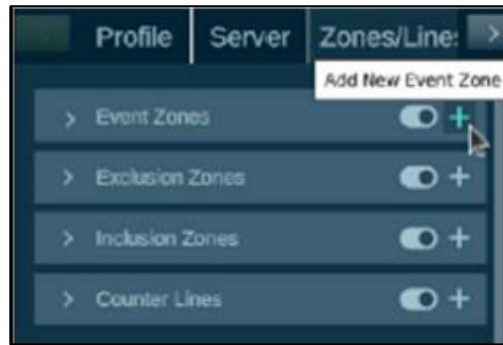 Profile Server Zones/Line:
Add New Event Zone
Event Zones
Exclusion Zones
Inclusion Zones
Counter Lines